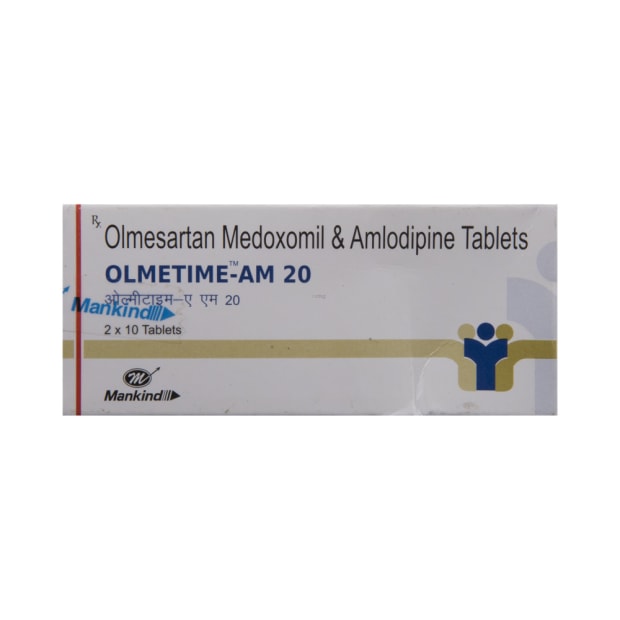 Rx
Olmesartan Medoxomil & Amlodipine Tablets
OLMETIME™-AM 20
ओल्मीटाइम-ए एम 20
Mankind
2 x 10 Tablets
M
Mankind